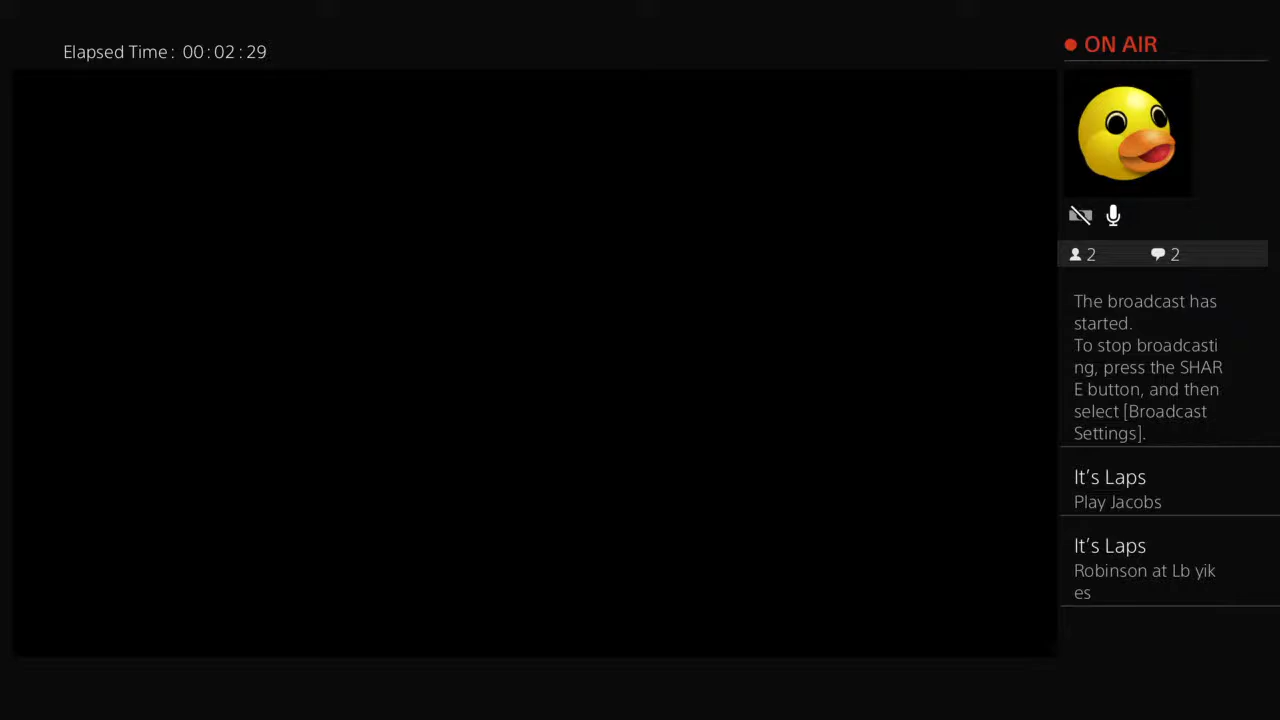 Elapsed Time: 00:02:29
ON AIR
2 2
The broadcast has
started.
To stop broadcasti
ng, press the SHAR
E button, and then
select [Broadcast
Settings].
It's Laps
Play Jacobs
It's Laps
Robinson at Lb yik
es